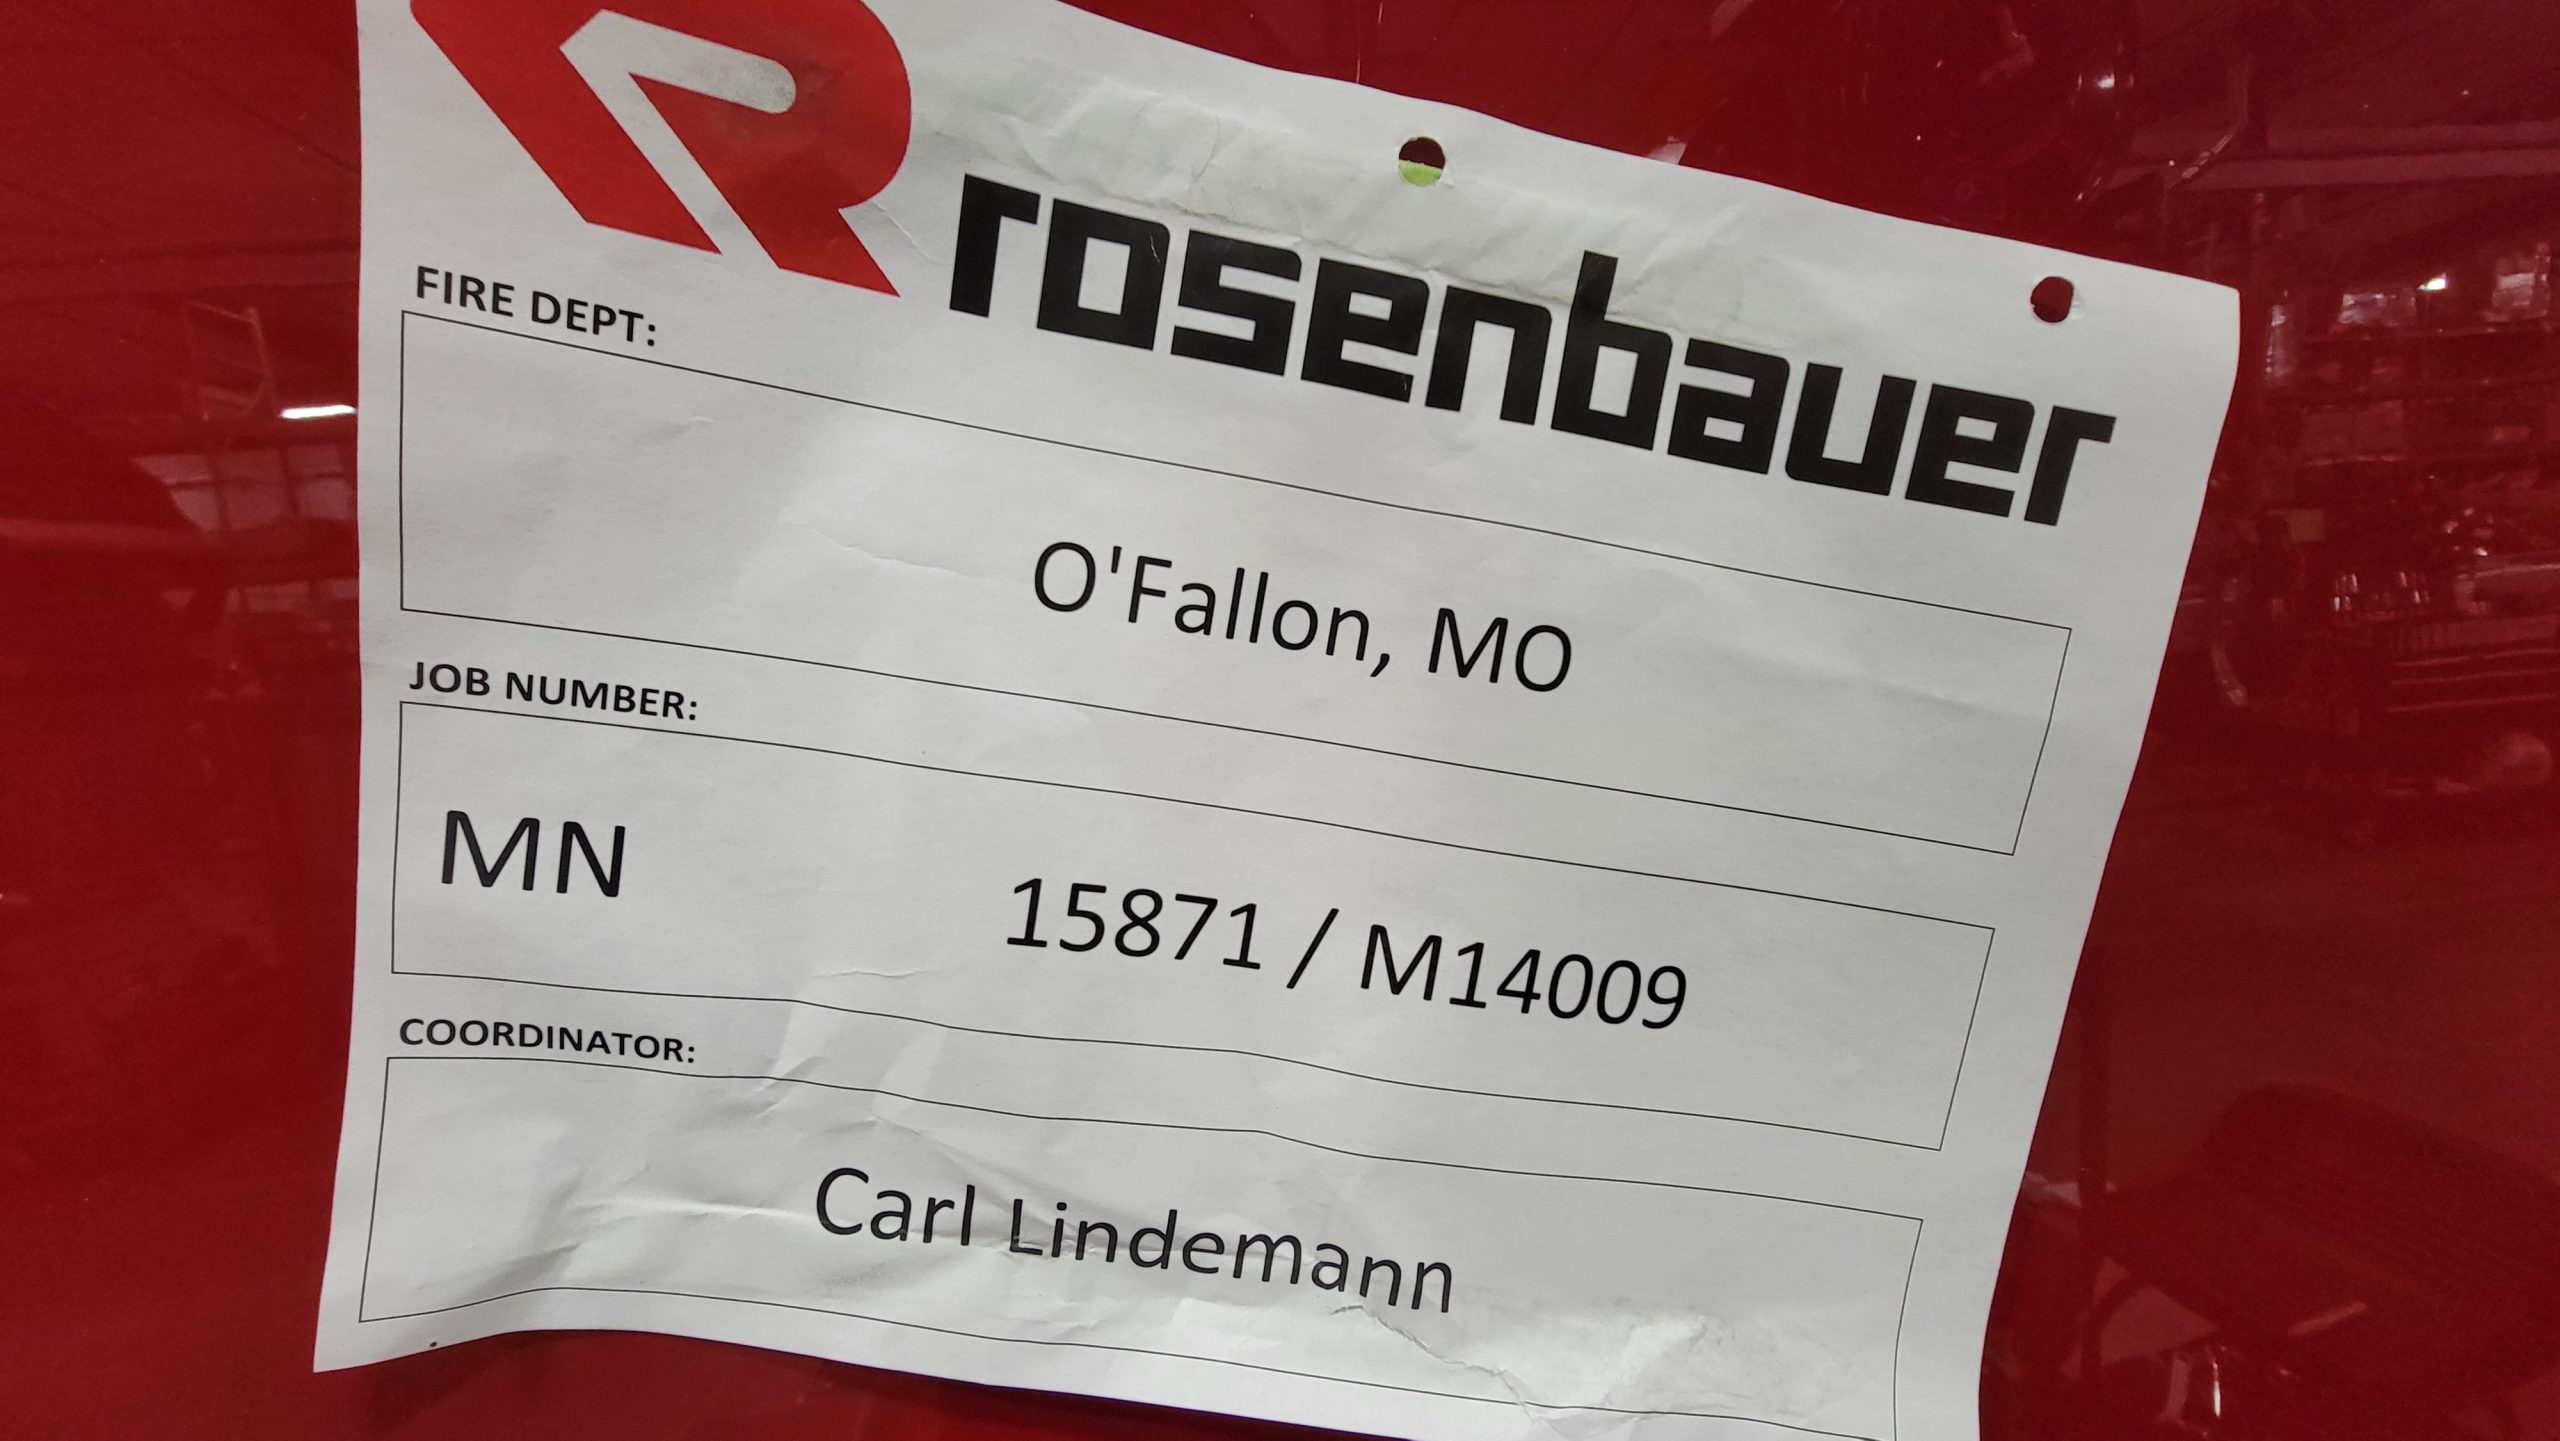 rosenbauer
FIRE DEPT:
O'Fallon, MO
JOB NUMBER:
MN 15871 / M14009
COORDINATOR:
Carl Lindemann